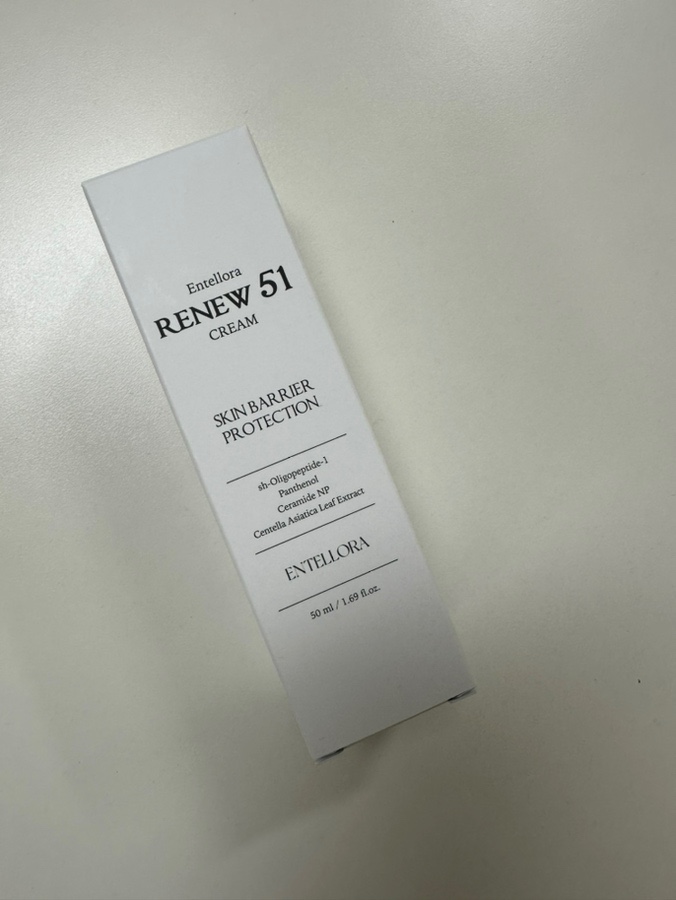 Entellora
RENEW 51
CREAM
SKIN BARRIER
PROTECTION
sh-Oligopeptide-1
Panthenol
Ceramide NP
Centella Asiatica Leaf Extract
ENTELLORA
50 ml / 1.69 fl.oz.